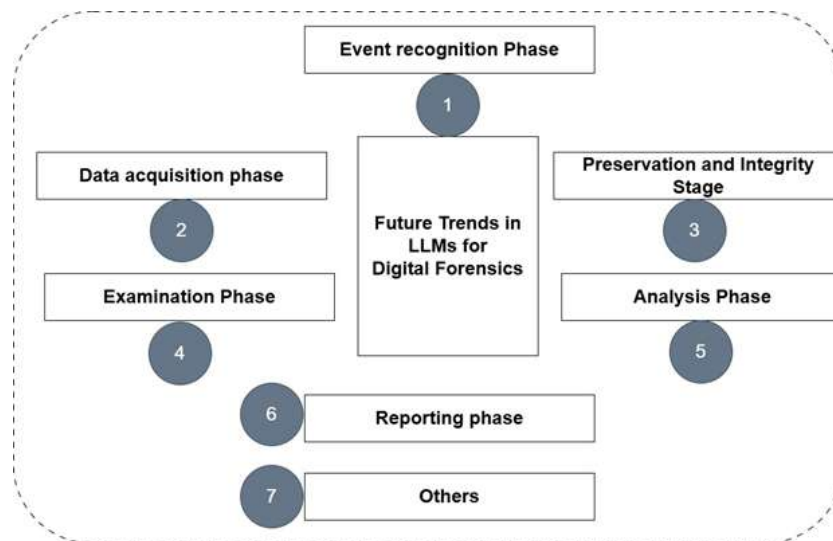 Event recognition Phase
1
Data acquisition phase
2
Preservation and Integrity
Stage
3
Future Trends in
LLMs for
Digital Forensics
Examination Phase
4
Analysis Phase
5
6
Reporting phase
7
Others